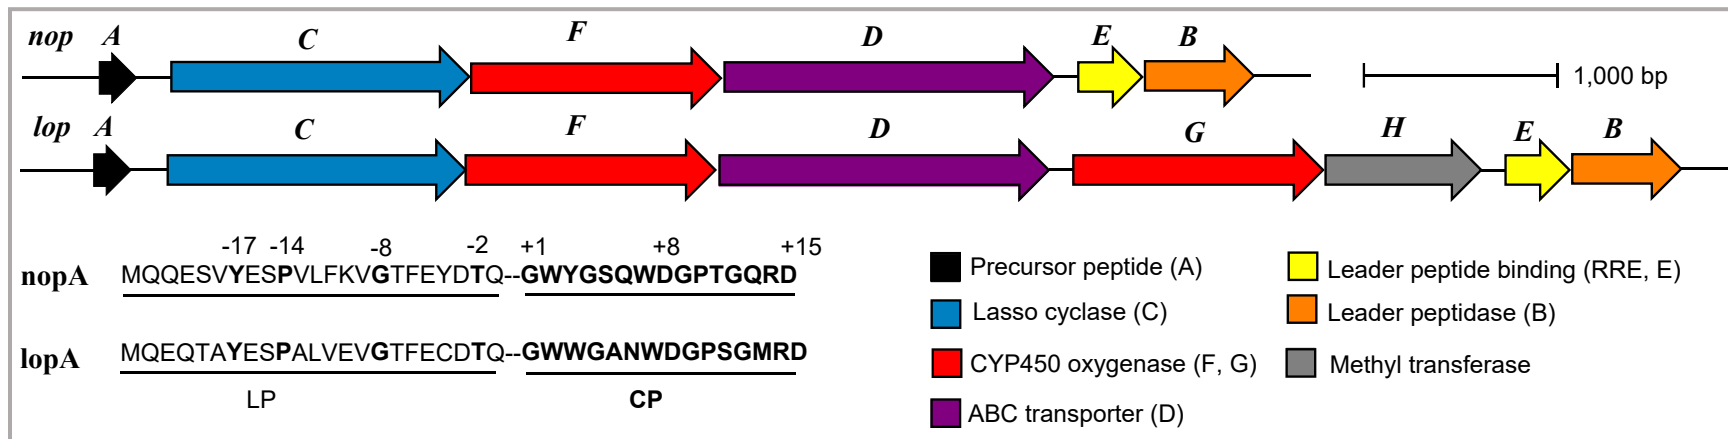 nop A C F D E B
1,000 bp
lop A C F D G H E B
-17 -14 -8 -2 +1 +8 +15
nopA MQQESVYESPVLFKVGTFEYDTQ--GWYGSQWDGPTGQRD
lopA MQEQTAYESPALVEVGTFECDTQ--GWWGANWDGPSGMRD
LP CP
Precursor peptide (A)
Lasso cyclase (C)
CYP450 oxygenase (F, G)
ABC transporter (D)
Leader peptide binding (RRE, E)
Leader peptidase (B)
Methyl transferase